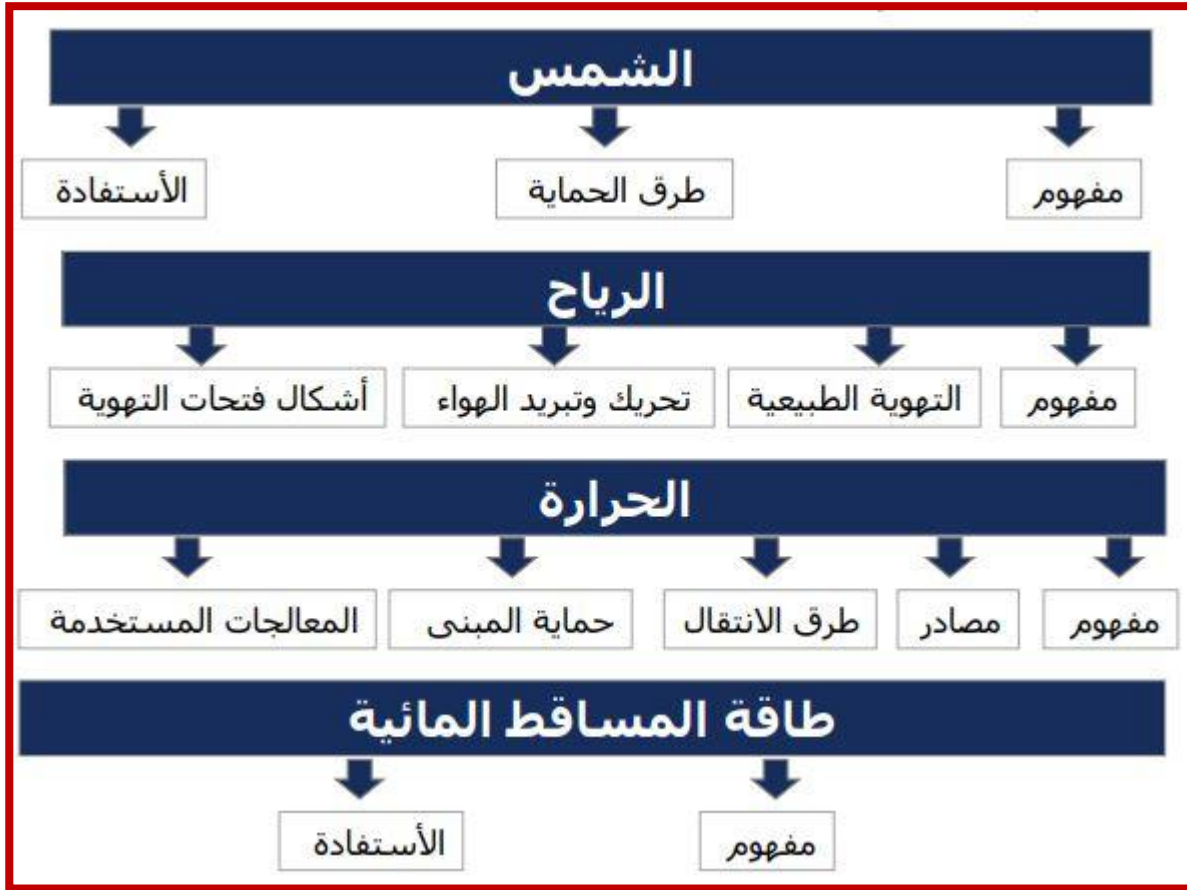 الشمس
مفهوم طرق الحماية الأستفادة
الرياح
مفهوم التهوية الطبيعية تحريك وتبريد الهواء أشكال فتحات التهوية
الحرارة
مفهوم مصادر طرق الانتقال حماية المبنى المعالجات المستخدمة
طاقة المساقط المائية
مفهوم الأستفادة